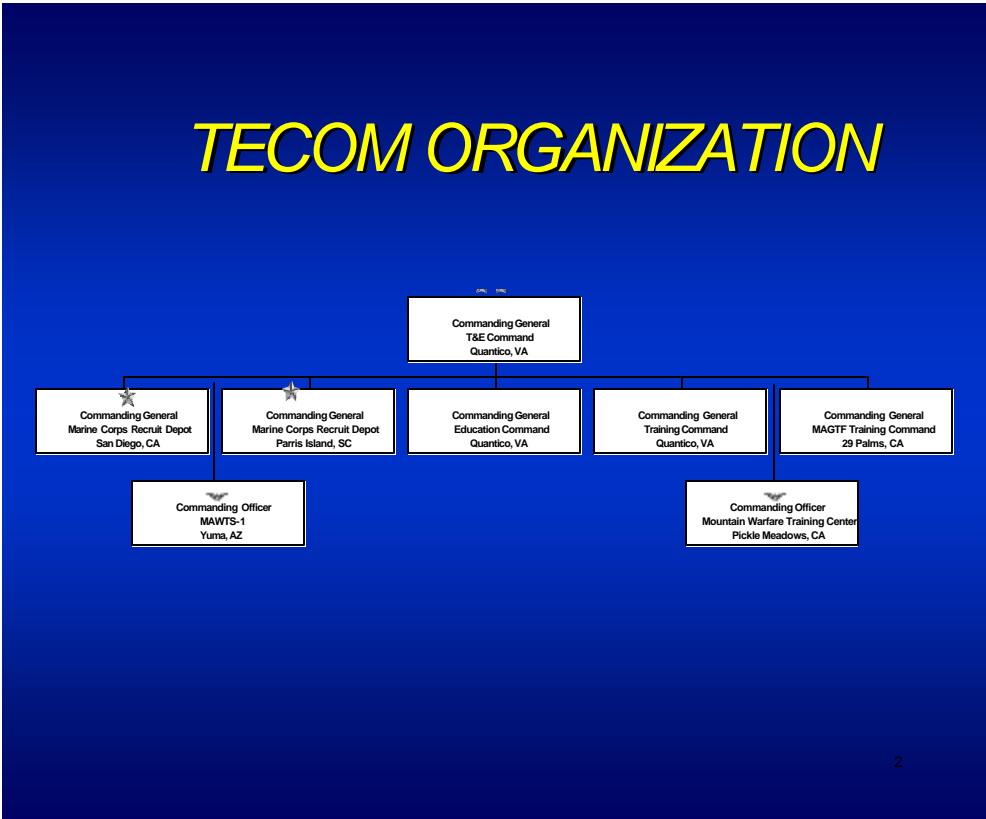 TECOM ORGANIZATION
Commanding General
T&E Command
Quantico, VA
Commanding General
Marine Corps Recruit Depot
San Diego, CA
Commanding General
Marine Corps Recruit Depot
Parris Island, SC
Commanding General
Education Command
Quantico, VA
Commanding General
Training Command
Quantico, VA
Commanding General
MAGTF Training Command
29 Palms, CA
Commanding Officer
MAWTS-1
Yuma, AZ
Commanding Officer
Mountain Warfare Training Center
Pickle Meadows, CA
2